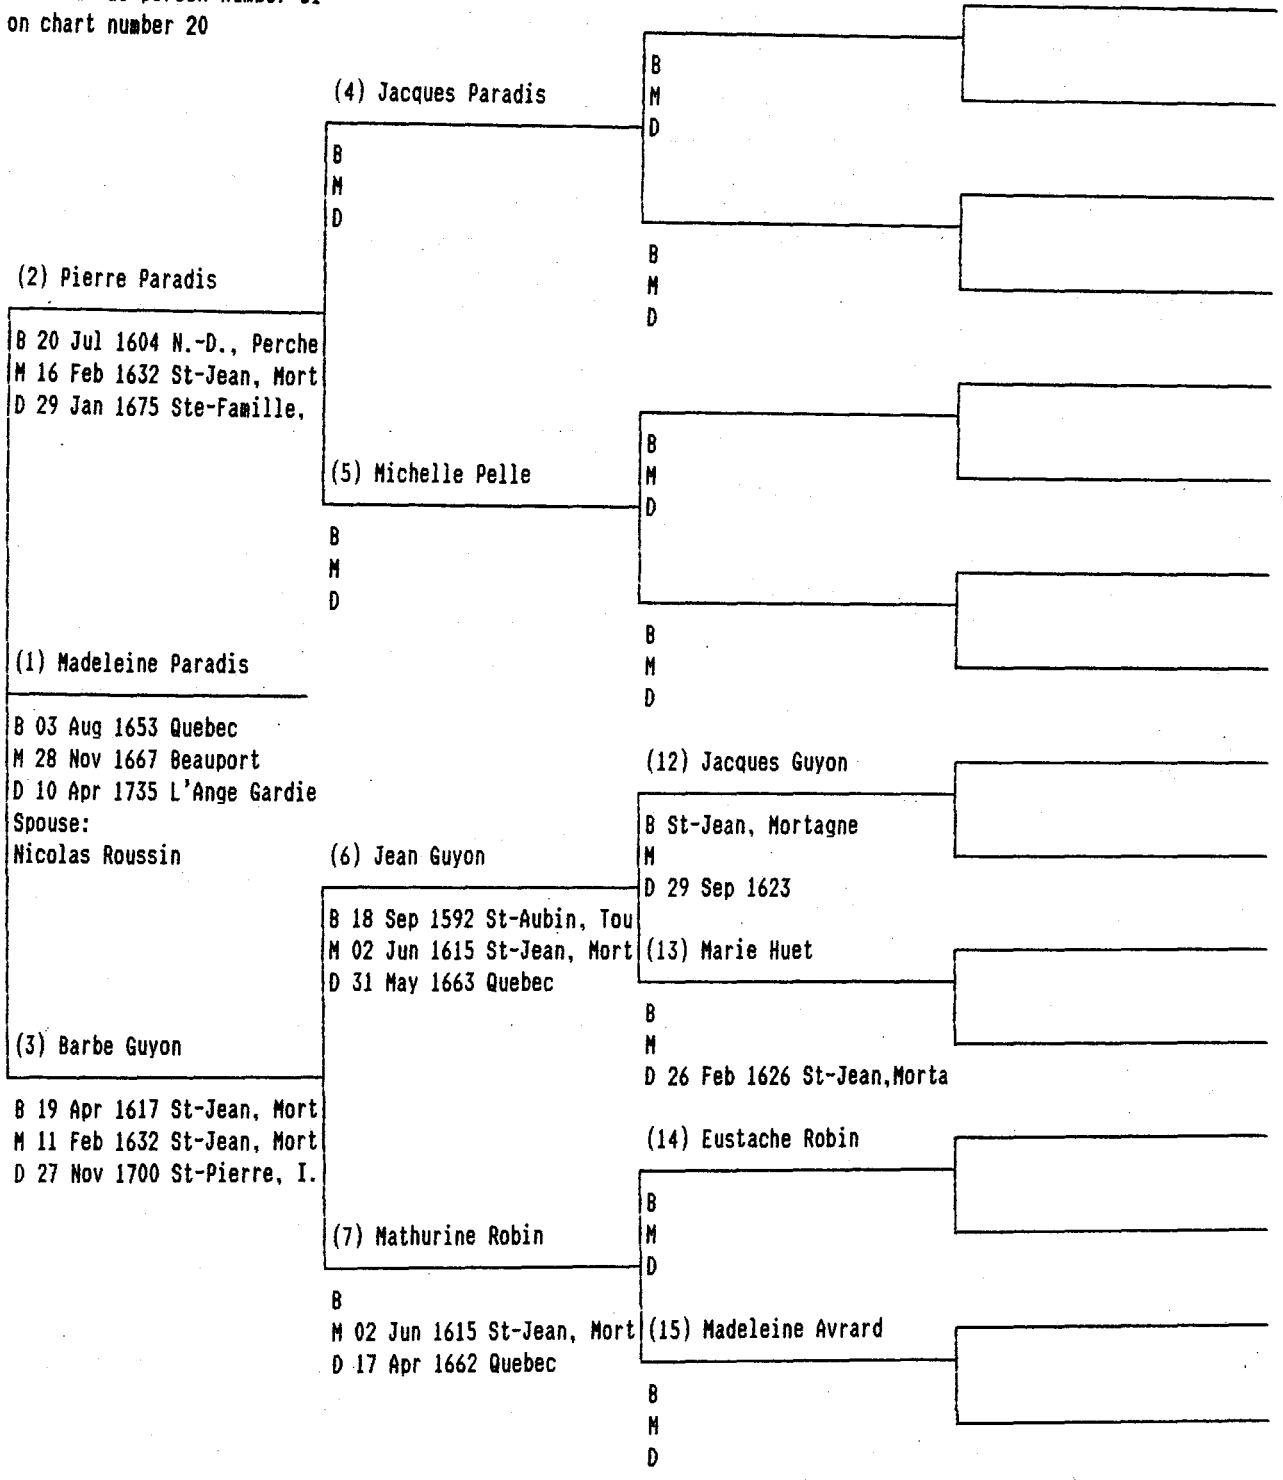 on chart number 20
(4) Jacques Paradis
B
M
D
(2) Pierre Paradis
B 20 Jul 1604 N.-D., Perche
M 16 Feb 1632 St-Jean, Mort
D 29 Jan 1675 Ste-Famille,
(5) Michelle Pelle
B
M
D
(1) Madeleine Paradis
B 03 Aug 1653 Quebec
M 28 Nov 1667 Beauport
D 10 Apr 1735 L'Ange Gardie
Spouse:
Nicolas Roussin
(6) Jean Guyon
B 18 Sep 1592 St-Aubin, Tou
M 02 Jun 1615 St-Jean, Mort
D 31 May 1663 Quebec
(3) Barbe Guyon
B 19 Apr 1617 St-Jean, Mort
M 11 Feb 1632 St-Jean, Mort
D 27 Nov 1700 St-Pierre, I.
(7) Mathurine Robin
B
M 02 Jun 1615 St-Jean, Mort
D 17 Apr 1662 Quebec
B
M
D
B
M
D
B
M
D
B
M
D
(12) Jacques Guyon
B St-Jean, Mortagne
M
D 29 Sep 1623
(13) Marie Huet
B
M
D 26 Feb 1626 St-Jean,Morta
(14) Eustache Robin
B
M
D
(15) Madeleine Avrard
B
M
D